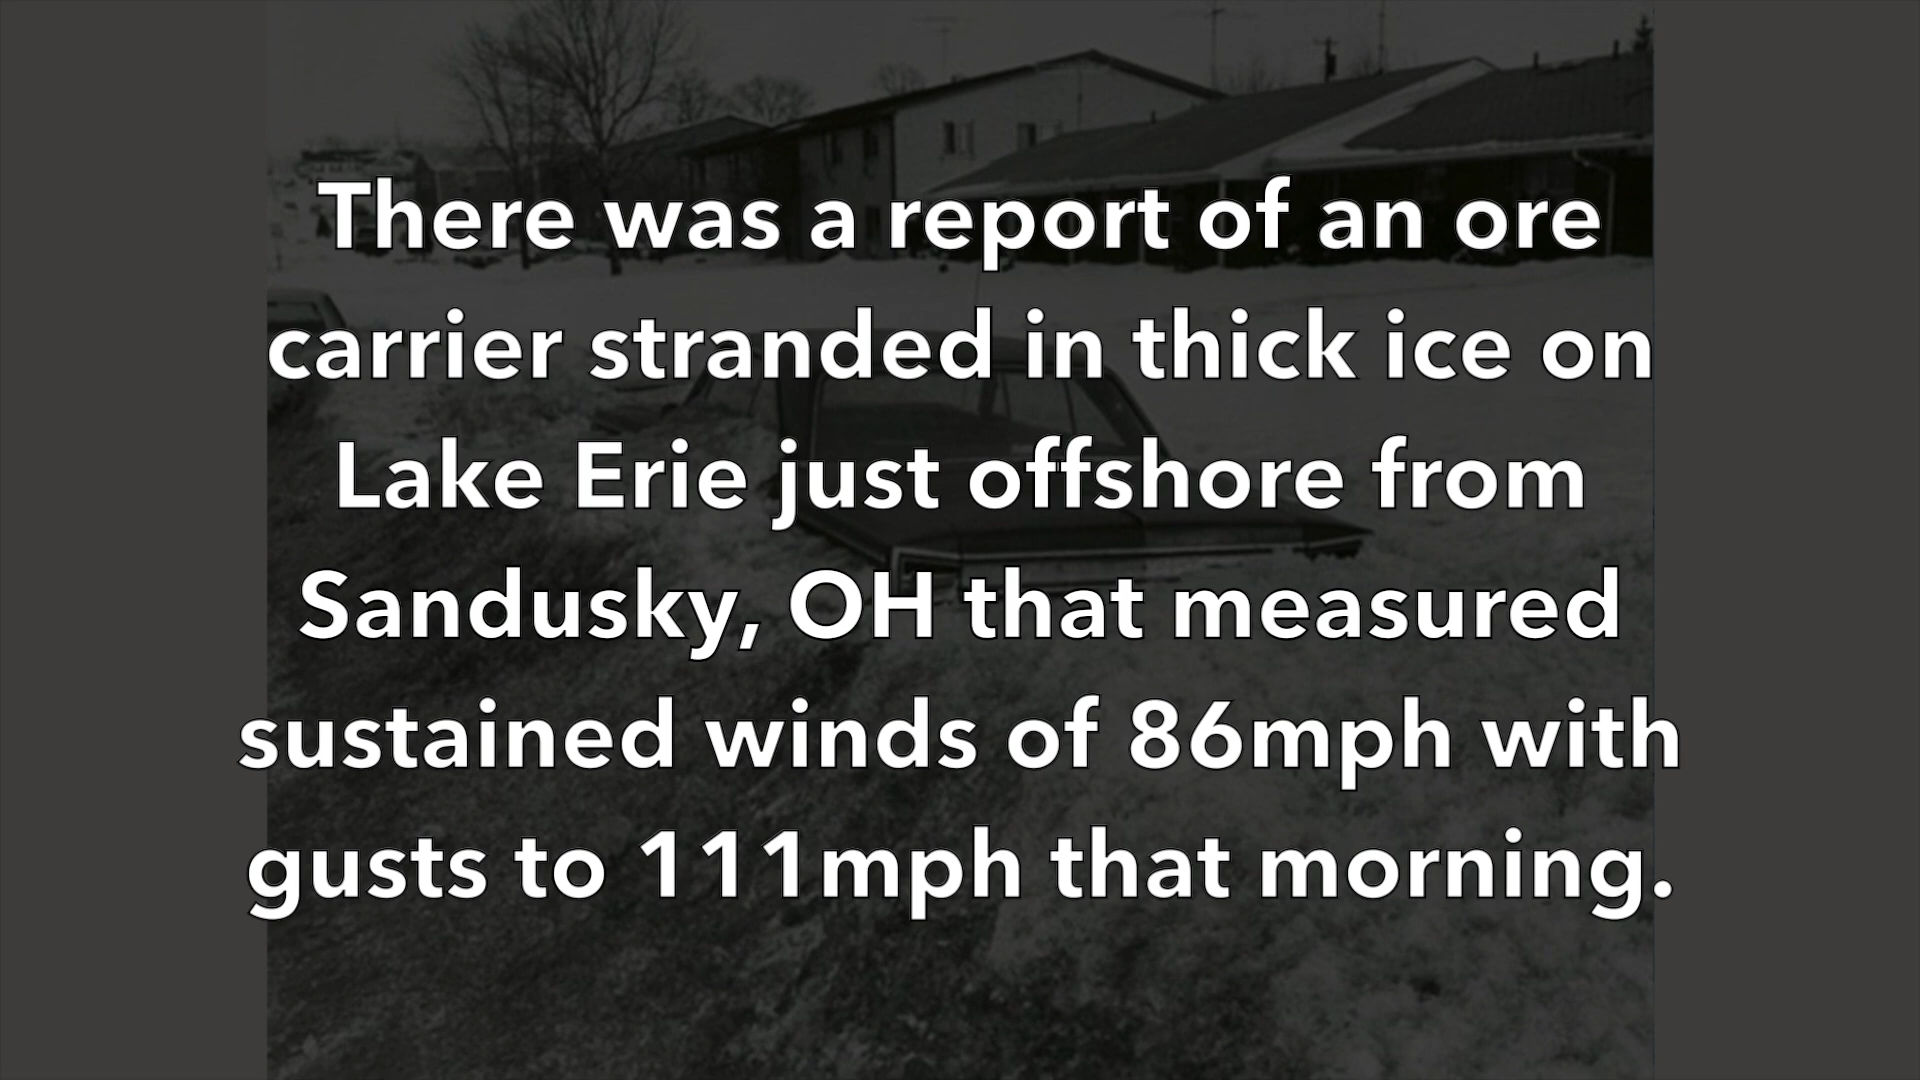 There was a report of an ore
carrier stranded in thick ice on
Lake Erie just offshore from
Sandusky, OH that measured
sustained winds of 86mph with
gusts to 111mph that morning.